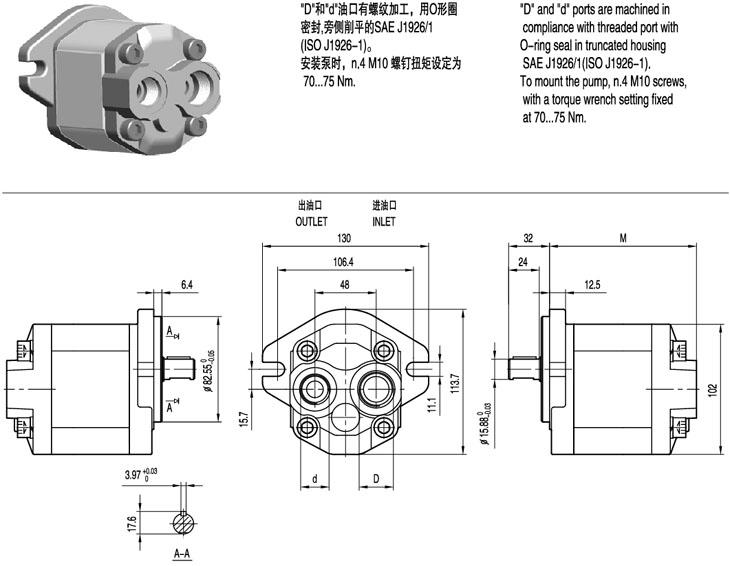 "D"和"d"油口有螺纹加工，用O形圈
密封,旁侧削平的SAE J1926/1
(ISO J1926-1)。
安装泵时，n.4 M10 螺钉扭矩设定为
70...75 Nm.
"D" and "d" ports are machined in
compliance with threaded port with
O-ring seal in truncated housing
SAE J1926/1(ISO J1926-1).
To mount the pump, n.4 M10 screws,
with a torque wrench setting fixed
at 70...75 Nm.
出油口 进油口
OUTLET INLET
130
106.4
48
32 M
24
6.4
12.5
A
A
ø 82.55 -0.05
15.7
11.1
113.7
ø 15.88 -0.03
102
d D
3.97 +0.03 0
17.6
A-A